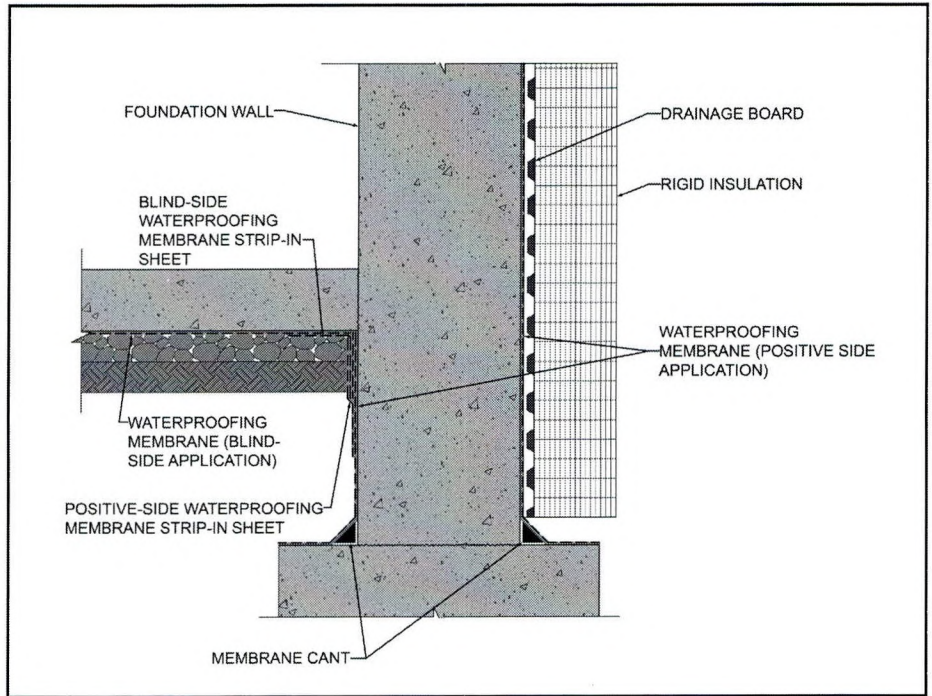 FOUNDATION WALL
DRAINAGE BOARD
RIGID INSULATION
BLIND-SIDE
WATERPROOFING
MEMBRANE STRIP-IN
SHEET
WATERPROOFING
MEMBRANE (POSITIVE SIDE
APPLICATION)
WATERPROOFING
MEMBRANE (BLIND-
SIDE APPLICATION)
POSITIVE-SIDE WATERPROOFING
MEMBRANE STRIP-IN SHEET
MEMBRANE CANT